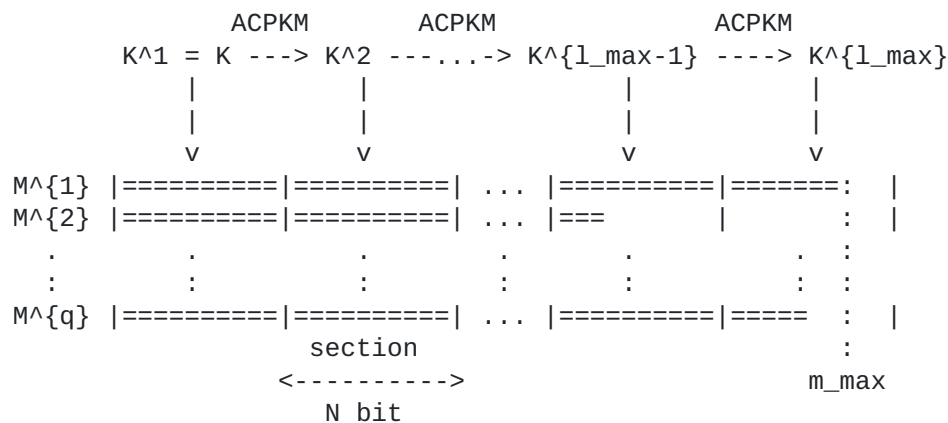 ACPKM       ACPKM              ACPKM
         K^1 = K ---> K^2 ---...-> K^{l_max-1} ----> K^{l_max}
             |          |                |           |
             |          |                |           |
             v          v                v           v
M^{1} |==========|==========| ... |==========|=======:  |
M^{2} |==========|==========| ... |===       |       :  |
  .        .          .        .       .          .  :
  :        :          :        :       :          :  :
M^{q} |==========|==========| ... |==========|=====  :  |
                   section                           :
                 <---------->                      m_max
                    N bit